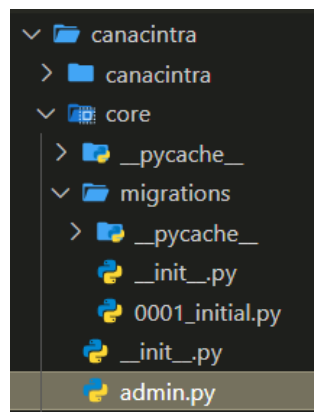 canacintra
canacintra
core
__pycache__
migrations
__pycache__
__init__.py
0001_initial.py
__init__.py
admin.py